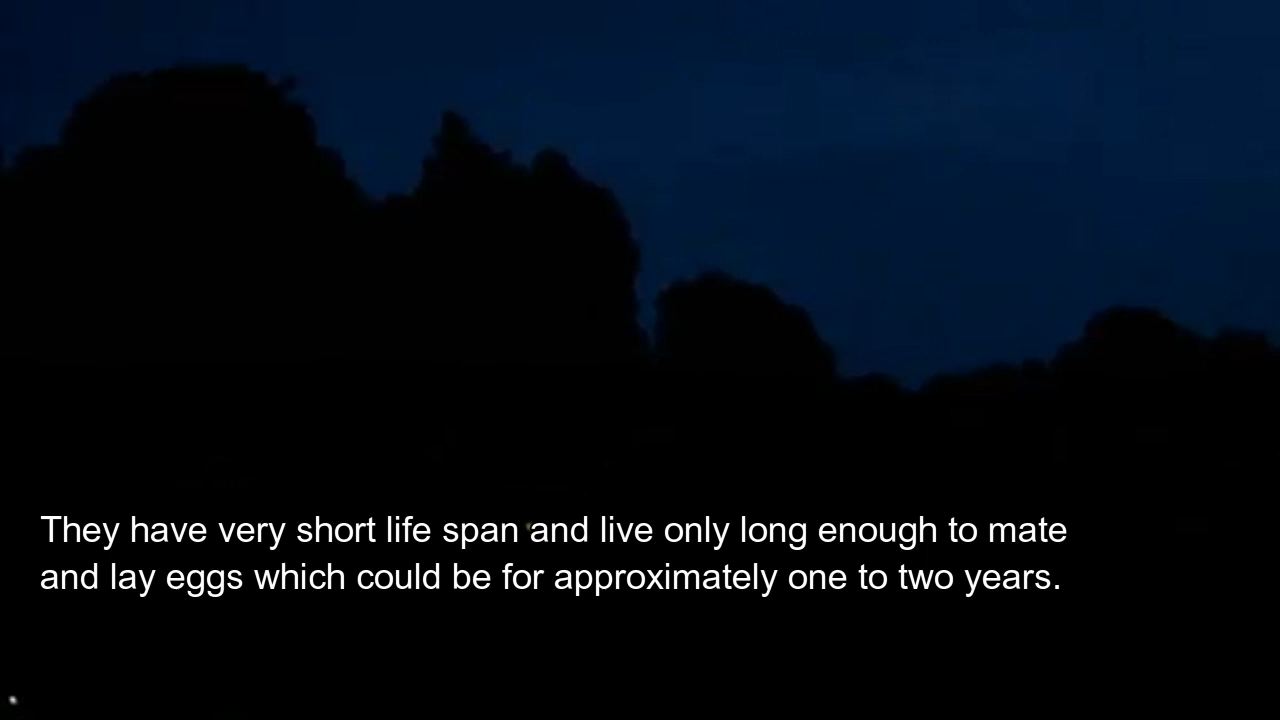 They have very short life span and live only long enough to mate
and lay eggs which could be for approximately one to two years.